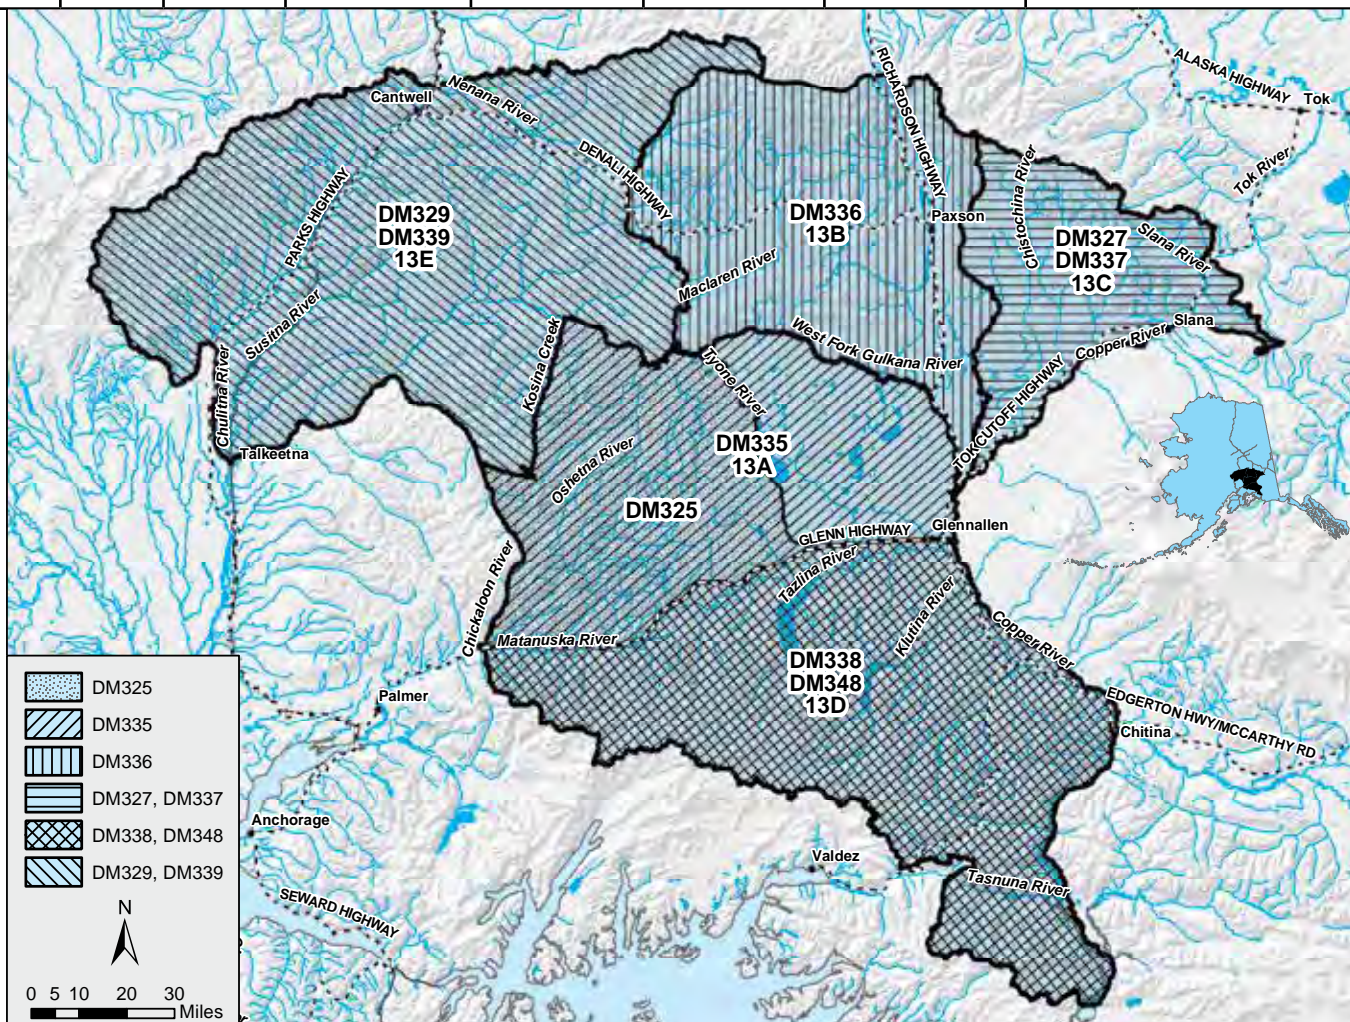 ALASKA HIGHWAY
Tok
RICHARDSON HIGHWAY
Nenana River
Cantwell
DENALI HIGHWAY
Chistochina River
Tok River
PARKS HIGHWAY
DM329
DM339
13E
DM336
13B
Paxson
DM327
DM337
13C
Slana River
Maclaren River
Susitna River
Slana
West Fork Gulkana River
Copper River
Kosina Creek
Tyone River
Chulitna River
TOK CUTOFF HIGHWAY
Talkeetna
Oshetna River
DM335
13A
DM325
GLENN HIGHWAY
Glennallen
Tazlina River
Chickaloon River
Klutina River
Matanuska River
Copper River
DM338
DM348
13D
EDGERTON HWY/MCCARTHY RD
Chitina
Palmer
Anchorage
Valdez
Tasnuna River
SEWARD HIGHWAY
DM325
DM335
DM336
DM327, DM337
DM338, DM348
DM329, DM339
N
0 5 10 20 30
Miles